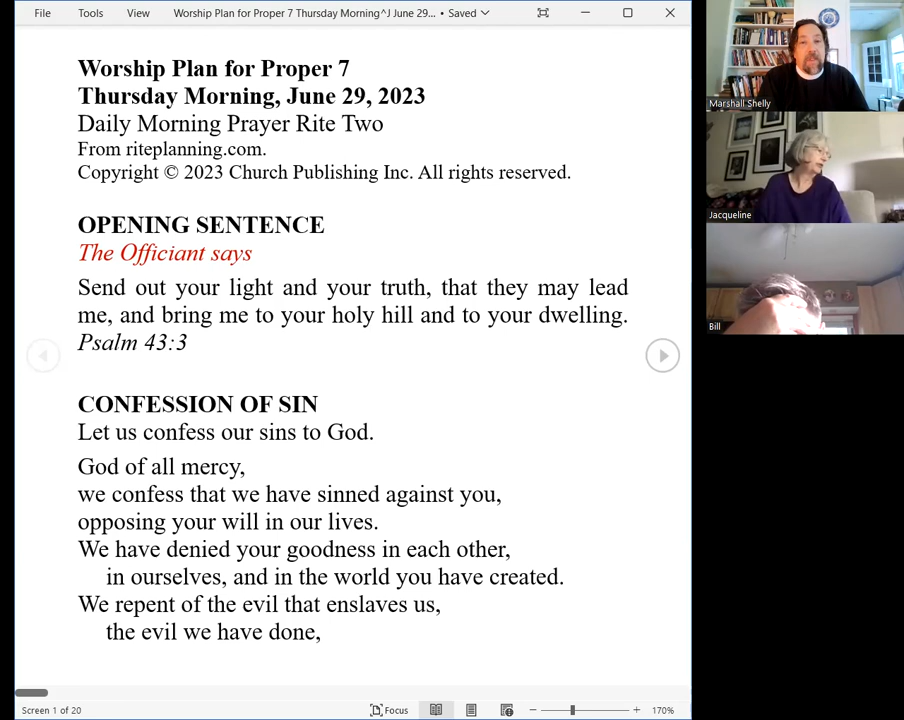 File Tools View Worship Plan for Proper 7 Thursday Morning^J June 29... • Saved
Worship Plan for Proper 7
Thursday Morning, June 29, 2023
Daily Morning Prayer Rite Two
From riteplanning.com.
Copyright © 2023 Church Publishing Inc. All rights reserved.
OPENING SENTENCE
The Officiant says
Send out your light and your truth, that they may lead
me, and bring me to your holy hill and to your dwelling.
Psalm 43:3
CONFESSION OF SIN
Let us confess our sins to God.
God of all mercy,
we confess that we have sinned against you,
opposing your will in our lives.
We have denied your goodness in each other,
in ourselves, and in the world you have created.
We repent of the evil that enslaves us,
the evil we have done,
Screen 1 of 20 Focus 170%
Marshall Shelly
Jacqueline
Bill